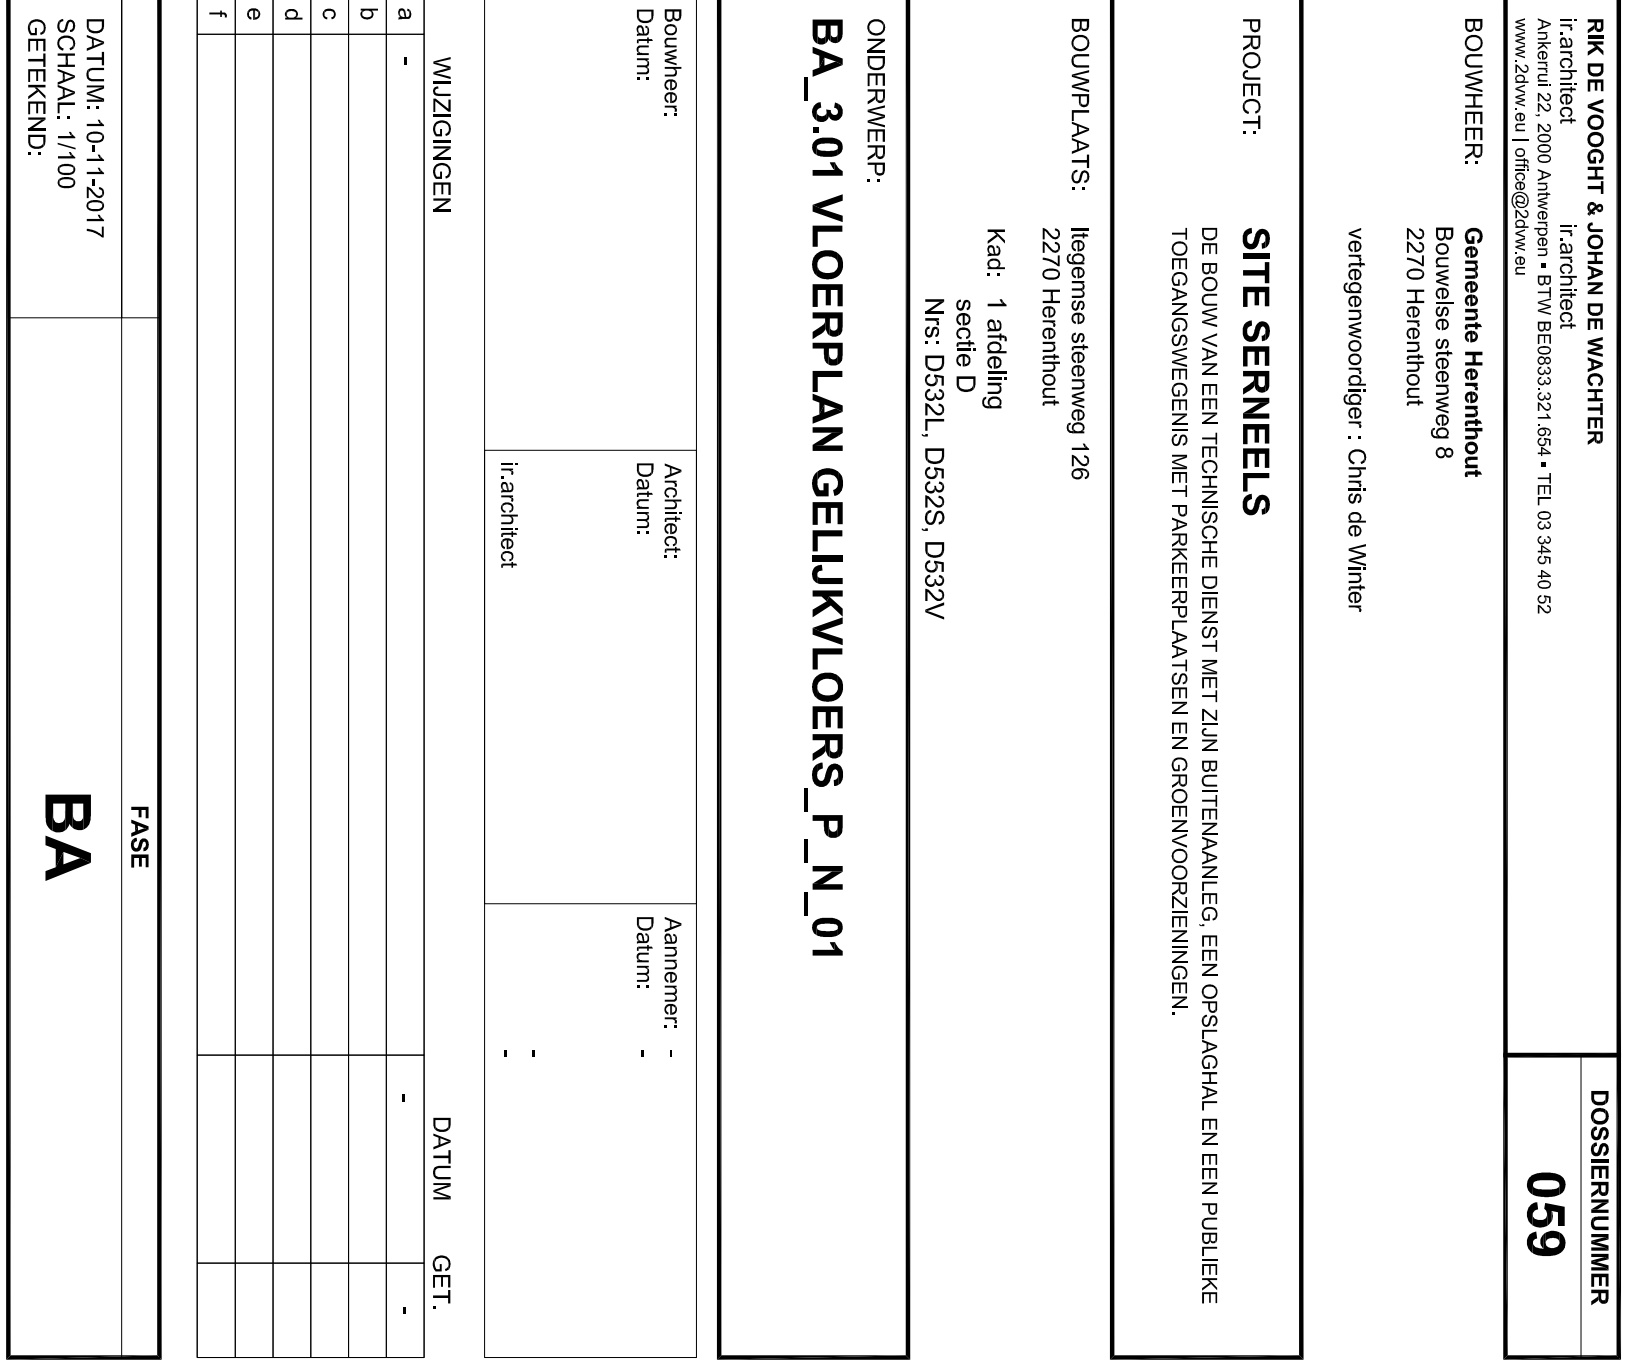 RIK DE VOOGHT & JOHAN DE WACHTER
ir.architect ir.architect
Ankerrui 22, 2000 Antwerpen ▪ BTW BE0833.321.654 ▪ TEL 03 345 40 52
www.2dvw.eu | office@2dvw.eu
DOSSIERNUMMER
059
BOUWHEER: Gemeente Herenthout
Bouwelse steenweg 8
2270 Herenthout
vertegenwoordiger : Chris de Winter
PROJECT: SITE SERNEELS
DE BOUW VAN EEN TECHNISCHE DIENST MET ZIJN BUITENAANLEG, EEN OPSLAGHAL EN EEN PUBLIEKE
TOEGANGSWEGENIS MET PARKEERPLAATSEN EN GROENVOORZIENINGEN.
BOUWPLAATS: Itegemse steenweg 126
2270 Herenthout
Kad: 1 afdeling
sectie D
Nrs: D532L, D532S, D532V
ONDERWERP:
BA_3.01 VLOERPLAN GELIJKVLOERS_P_N_01
Bouwheer:
Datum:
Architect:
Datum:
ir.architect
Aannemer: -
Datum: -
-
-
WIJZIGINGEN DATUM GET.
a - - -
b
c
d
e
f
FASE
DATUM: 10-11-2017
SCHAAL: 1/100
GETEKEND:
BA